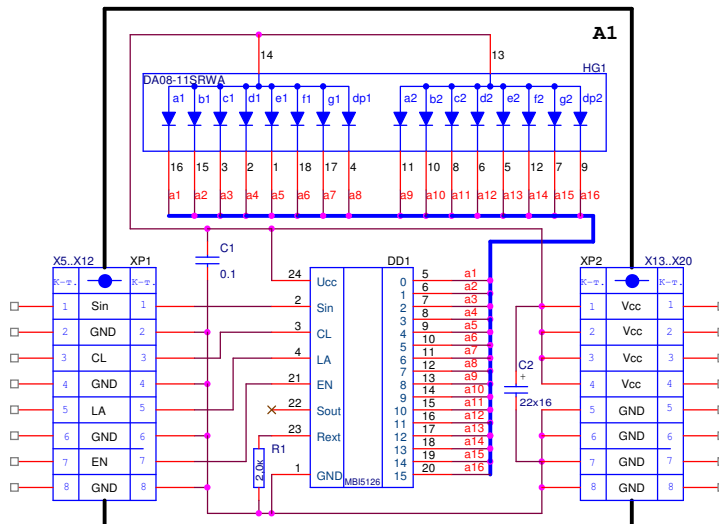 A1
14 13
DA08-11SRWA HG1
a1 b1 c1 d1 e1 f1 g1 dp1 a2 b2 c2 d2 e2 f2 g2 dp2
16 15 3 2 1 18 17 4 11 10 8 6 5 12 7 9
a1 a2 a3 a4 a5 a6 a7 a8 a9 a10 a11 a12 a13 a14 a15 a16
C1
0.1
X5..X12 XP1
К-т. К-т.
1 Sin 1
2 GND 2
3 CL 3
4 GND 4
5 LA 5
6 GND 6
7 EN 7
8 GND 8
DD1
24 Ucc
2 Sin
3 CL
4 LA
21 EN
22 Sout
23 Rext
1 GND
MBI5126
0 5 a1
1 6 a2
2 7 a3
3 8 a4
4 9 a5
5 10 a6
6 11 a7
7 12 a8
8 13 a9
9 14 a10
10 15 a11
11 16 a12
12 17 a13
13 18 a14
14 19 a15
15 20 a16
R1
2.0к
C2
+
22x16
XP2 X13..X20
К-т. К-т.
1 Vcc 1
2 Vcc 2
3 Vcc 3
4 Vcc 4
5 GND 5
6 GND 6
7 GND 7
8 GND 8